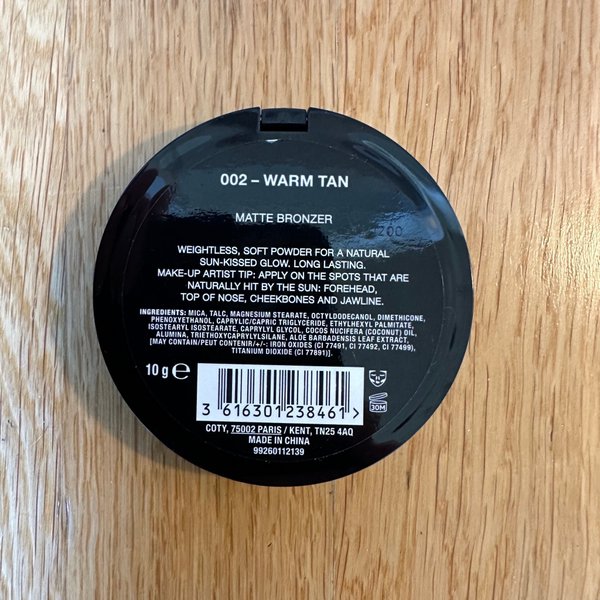 002 – WARM TAN
MATTE BRONZER
200
WEIGHTLESS, SOFT POWDER FOR A NATURAL
SUN-KISSED GLOW. LONG LASTING.
MAKE-UP ARTIST TIP: APPLY ON THE SPOTS THAT ARE
NATURALLY HIT BY THE SUN: FOREHEAD,
TOP OF NOSE, CHEEKBONES AND JAWLINE.
INGREDIENTS: MICA, TALC, MAGNESIUM STEARATE, OCTYLDODECANOL, DIMETHICONE,
PHENOXYETHANOL, CAPRYLIC/CAPRIC TRIGLYCERIDE, ETHYLHEXYL PALMITATE,
ISOSTEARYL ISOSTEARATE, CAPRYLYL GLYCOL, COCOS NUCIFERA (COCONUT) OIL,
ALUMINA, TRIETHOXYCAPRYLYLSILANE, ALOE BARBADENSIS LEAF EXTRACT,
[MAY CONTAIN/PEUT CONTENIR/+/-: IRON OXIDES (CI 77491, CI 77492, CI 77499),
TITANIUM DIOXIDE (CI 77891)].
10 g ℮
3 616301 238461 >
30M
COTY, 75002 PARIS / KENT, TN25 4AQ
MADE IN CHINA
99260112139